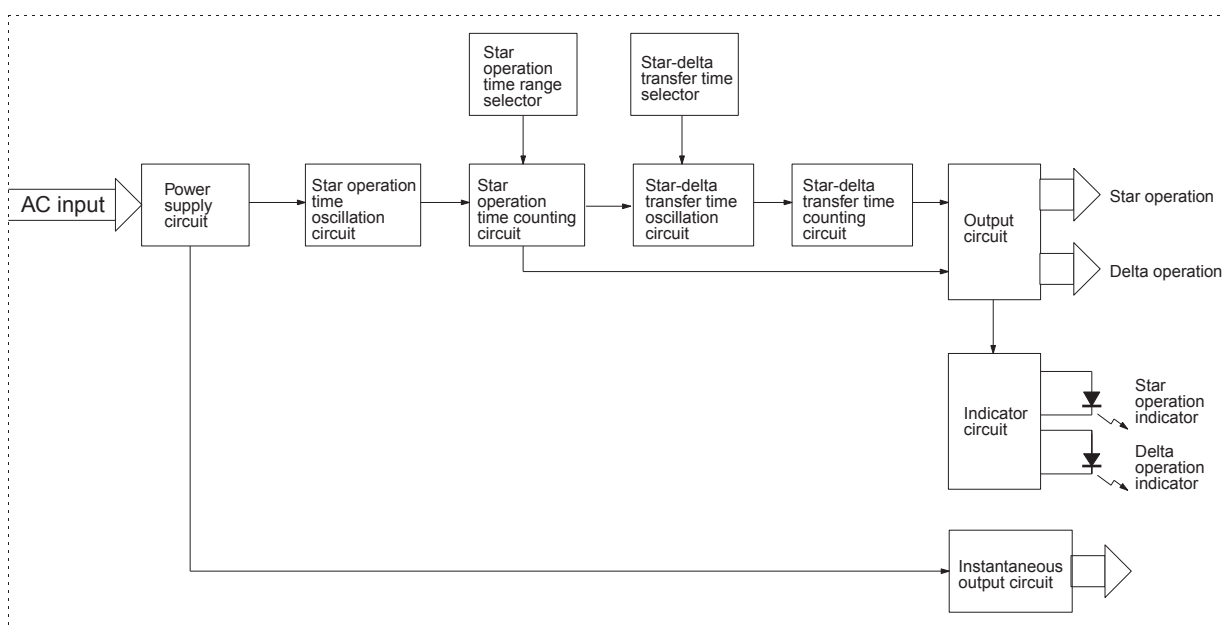 Star
operation
time range
selector
Star-delta
transfer time
selector
AC input
Power
supply
circuit
Star operation
time
oscillation
circuit
Star
operation
time counting
circuit
Star-delta
transfer time
oscillation
circuit
Star-delta
transfer time
counting
circuit
Output
circuit
Star operation
Delta operation
Indicator
circuit
Star
operation
indicator
Delta
operation
indicator
Instantaneous
output circuit